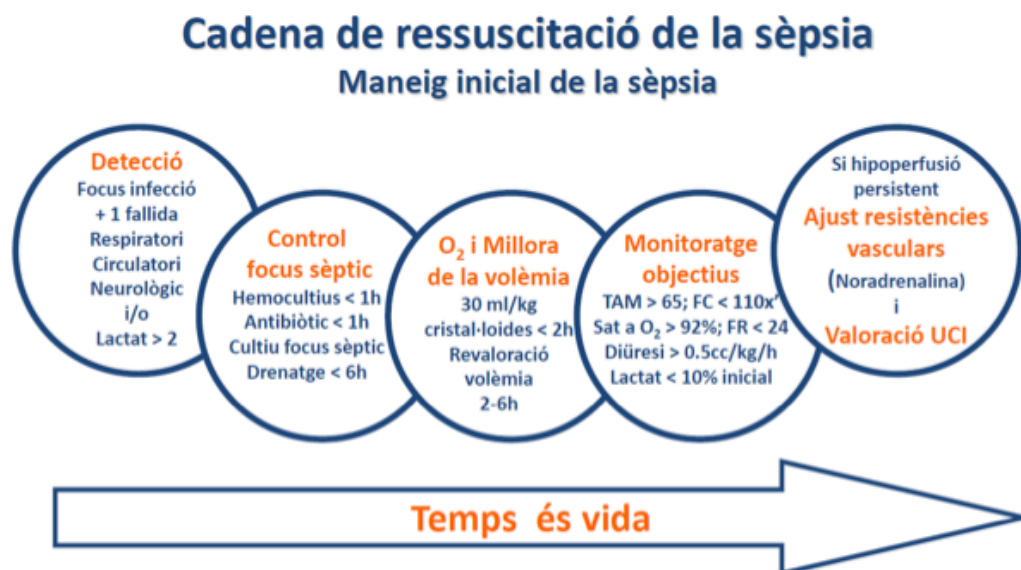 Cadena de ressuscitació de la sèpsia
Maneig inicial de la sèpsia
Detecció
Focus infecció
+ 1 fallida
Respiratori
Circulatori
Neurològic
i/o
Lactat > 2
Control
focus sèptic
Hemocultius < 1h
Antibiòtic < 1h
Cultiu focus sèptic
Drenatge < 6h
O₂ i Millora
de la volèmia
30 ml/kg
cristal·loides < 2h
Revaloració
volèmia
2-6h
Monitoratge
objectius
TAM > 65; FC < 110x'
Sat a O₂ > 92%; FR < 24
Diüresi > 0.5cc/kg/h
Lactat < 10% inicial
Si hipoperfusió
persistent
Ajust resistències
vasculars
(Noradrenalina)
i
Valoració UCI
Temps és vida